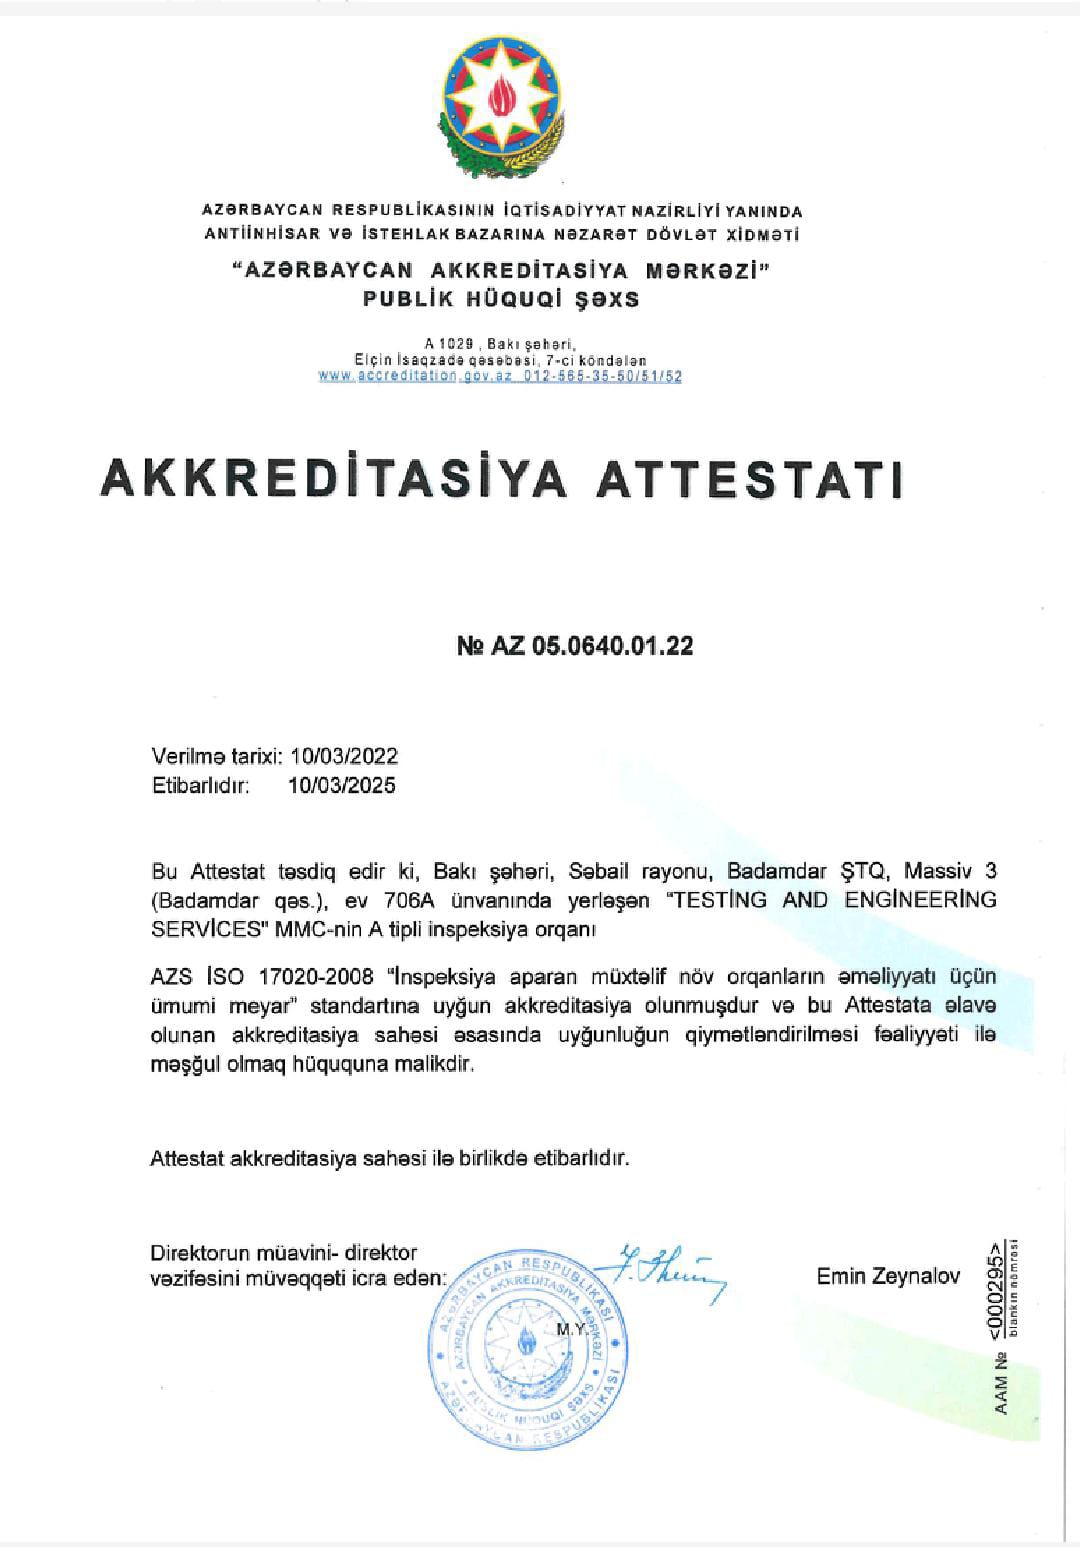 AZƏRBAYCAN RESPUBLİKASININ İQTİSADİYYAT NAZİRLİYİ YANINDA
ANTİİNHİSAR VƏ İSTEHLAK BAZARINA NƏZARƏT DÖVLƏT XİDMƏTİ
“AZƏRBAYCAN AKKREDİTASİYA MƏRKƏZİ”
PUBLİK HÜQUQİ ŞƏXS
A 1029 , Bakı şəhəri,
Elçin İsaqzadə qəsəbəsi, 7-ci köndələn
www.accreditation.gov.az 012-565-35-50/51/52
AKKREDİTASİYA ATTESTATI
№ AZ 05.0640.01.22
Verilmə tarixi: 10/03/2022
Etibarlıdır: 10/03/2025
Bu Attestat təsdiq edir ki, Bakı şəhəri, Səbail rayonu, Badamdar ŞTQ, Massiv 3
(Badamdar qəs.), ev 706A ünvanında yerləşən “TESTİNG AND ENGİNEERİNG
SERVİCES" MMC-nin A tipli inspeksiya orqanı
AZS İSO 17020-2008 “İnspeksiya aparan müxtəlif növ orqanların əməliyyatı üçün
ümumi meyar” standartına uyğun akkreditasiya olunmuşdur və bu Attestata əlavə
olunan akkreditasiya sahəsi əsasında uyğunluğun qiymətləndirilməsi fəaliyyəti ilə
məşğul olmaq hüququna malikdir.
Attestat akkreditasiya sahəsi ilə birlikdə etibarlıdır.
Direktorun müavini- direktor
vəzifəsini müvəqqəti icra edən:
Emin Zeynalov
M.Y.
AZƏRBAYCAN RESPUBLİKASI
AZƏRBAYCAN RESPUBLİKASI
AZƏRBAYCAN AKKREDİTASİYA MƏRKƏZİ
PUBLİK HÜQUQİ ŞƏXS
AAM № <000295>
blankın nömrəsi